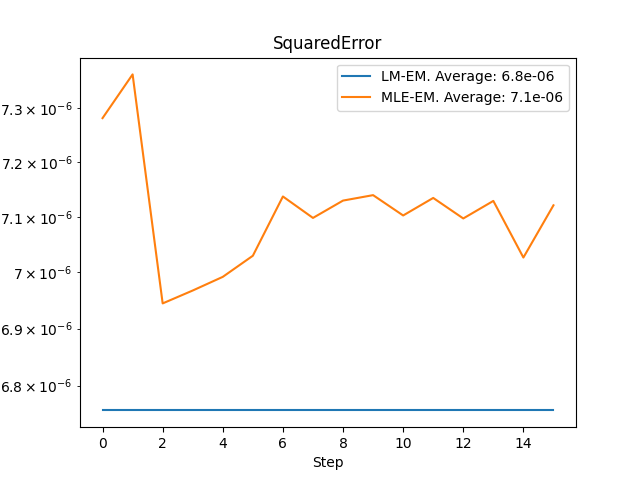 SquaredError
LM-EM. Average: 6.8e-06
MLE-EM. Average: 7.1e-06
7.3 × 10⁻⁶
7.2 × 10⁻⁶
7.1 × 10⁻⁶
7 × 10⁻⁶
6.9 × 10⁻⁶
6.8 × 10⁻⁶
0 2 4 6 8 10 12 14
Step